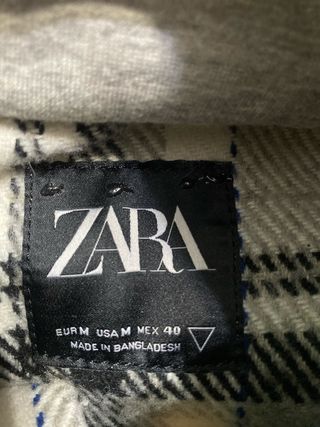 ZARA
EUR M USA M MEX 40
MADE IN BANGLADESH